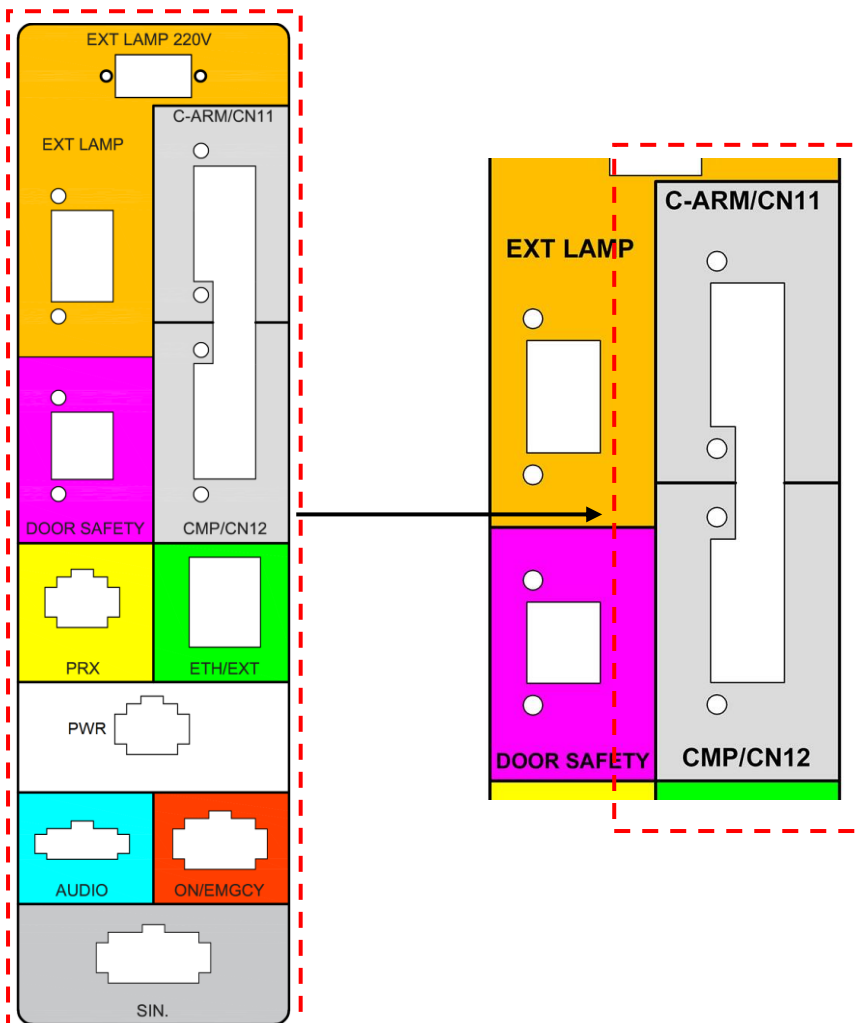 EXT LAMP 220V
C-ARM/CN11
EXT LAMP
DOOR SAFETY
CMP/CN12
PRX
ETH/EXT
PWR
AUDIO
ON/EMGCY
SIN.
C-ARM/CN11
EXT LAMP
DOOR SAFETY
CMP/CN12